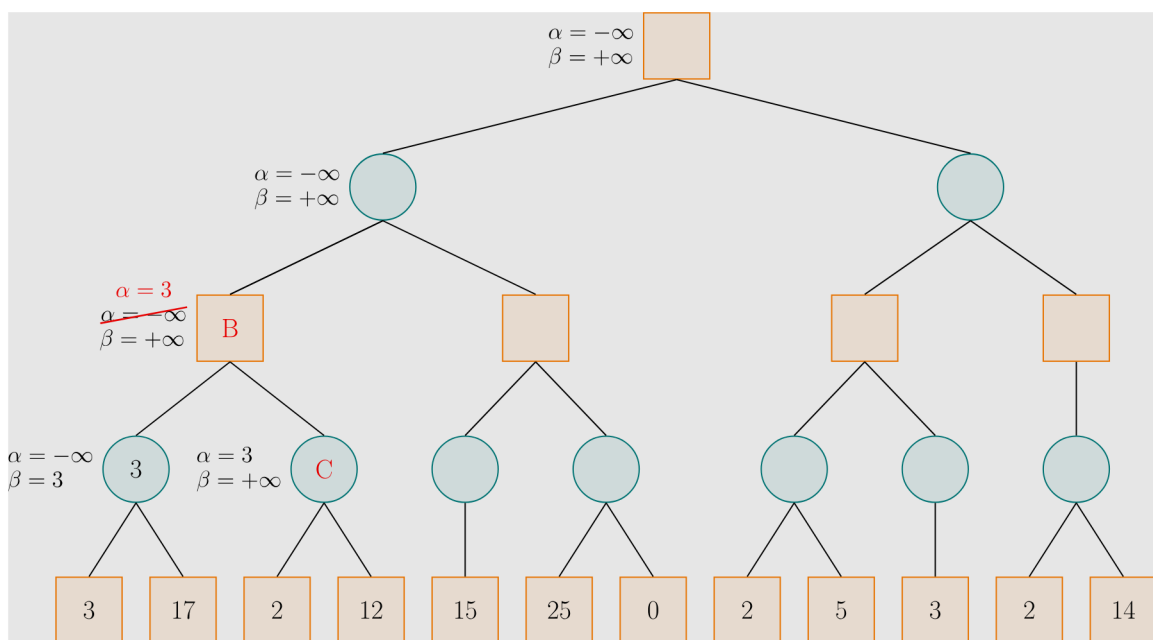 α = −∞
β = +∞
α = −∞
β = +∞
α = 3
α = −∞
β = +∞
B
α = −∞
β = 3
3
α = 3
β = +∞
C
3 17 2 12 15 25 0 2 5 3 2 14